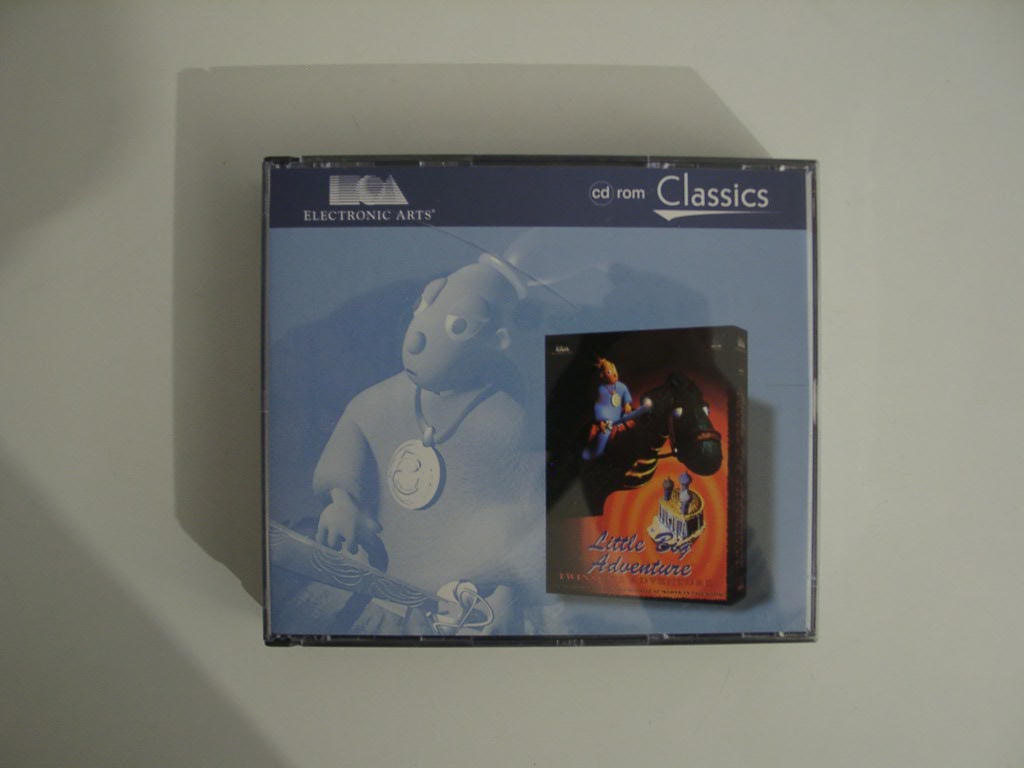 ELECTRONIC ARTS®
cd rom Classics
Little Big
Adventure